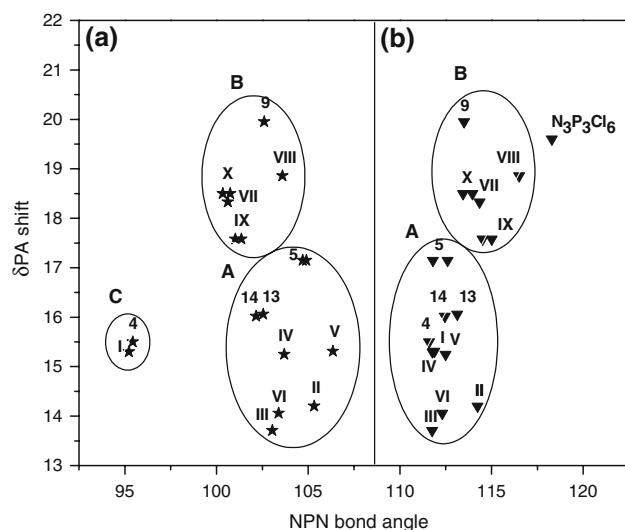 (a)
(b)
B
B
9
9
N3P3Cl6
VIII
VIII
X
X
VII
VII
IX
IX
A
A
5
5
C
14 13
14 13
4
4
I
I
IV
V
V
IV
VI
VI
II
II
III
III
22
21
20
19
18
17
16
15
14
13
δPA shift
95 100 105 110 115 120
NPN bond angle